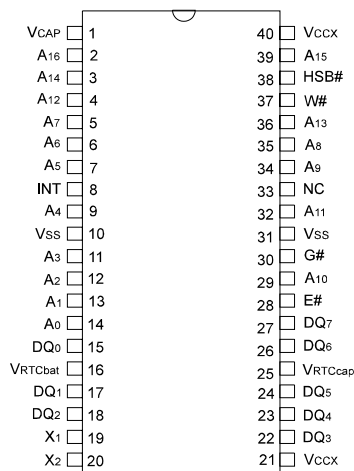 VCAP 1 40 VCCX
A16 2 39 A15
A14 3 38 HSB#
A12 4 37 W#
A7 5 36 A13
A6 6 35 A8
A5 7 34 A9
INT 8 33 NC
A4 9 32 A11
VSS 10 31 VSS
A3 11 30 G#
A2 12 29 A10
A1 13 28 E#
A0 14 27 DQ7
DQ0 15 26 DQ6
VRTCbat 16 25 VRTCcap
DQ1 17 24 DQ5
DQ2 18 23 DQ4
X1 19 22 DQ3
X2 20 21 VCCX